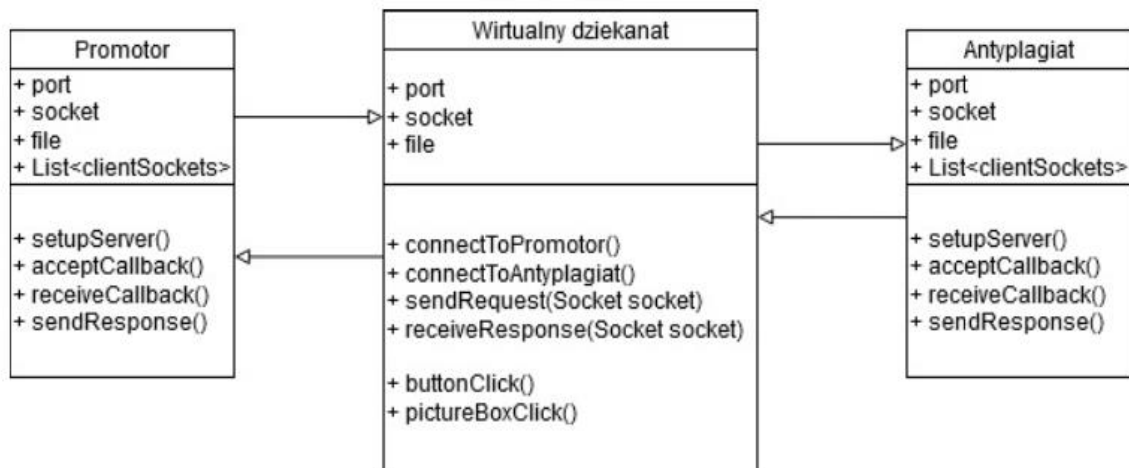 Promotor
+ port
+ socket
+ file
+ List<clientSockets>
+ setupServer()
+ acceptCallback()
+ receiveCallback()
+ sendResponse()
Wirtualny dziekanat
+ port
+ socket
+ file
+ connectToPromotor()
+ connectToAntyplagiat()
+ sendRequest(Socket socket)
+ receiveResponse(Socket socket)
+ buttonClick()
+ pictureBoxClick()
Antyplagiat
+ port
+ socket
+ file
+ List<clientSockets>
+ setupServer()
+ acceptCallback()
+ receiveCallback()
+ sendResponse()